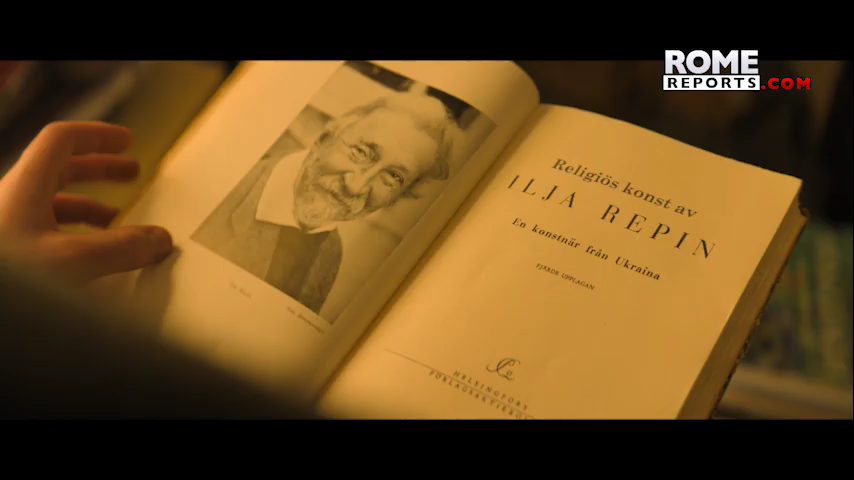 ROME
REPORTS.COM
Religiös konst av
ILJA REPIN
En konstnär från Ukraina
FJÄRDE UPPLAGAN
HELSINGFORS